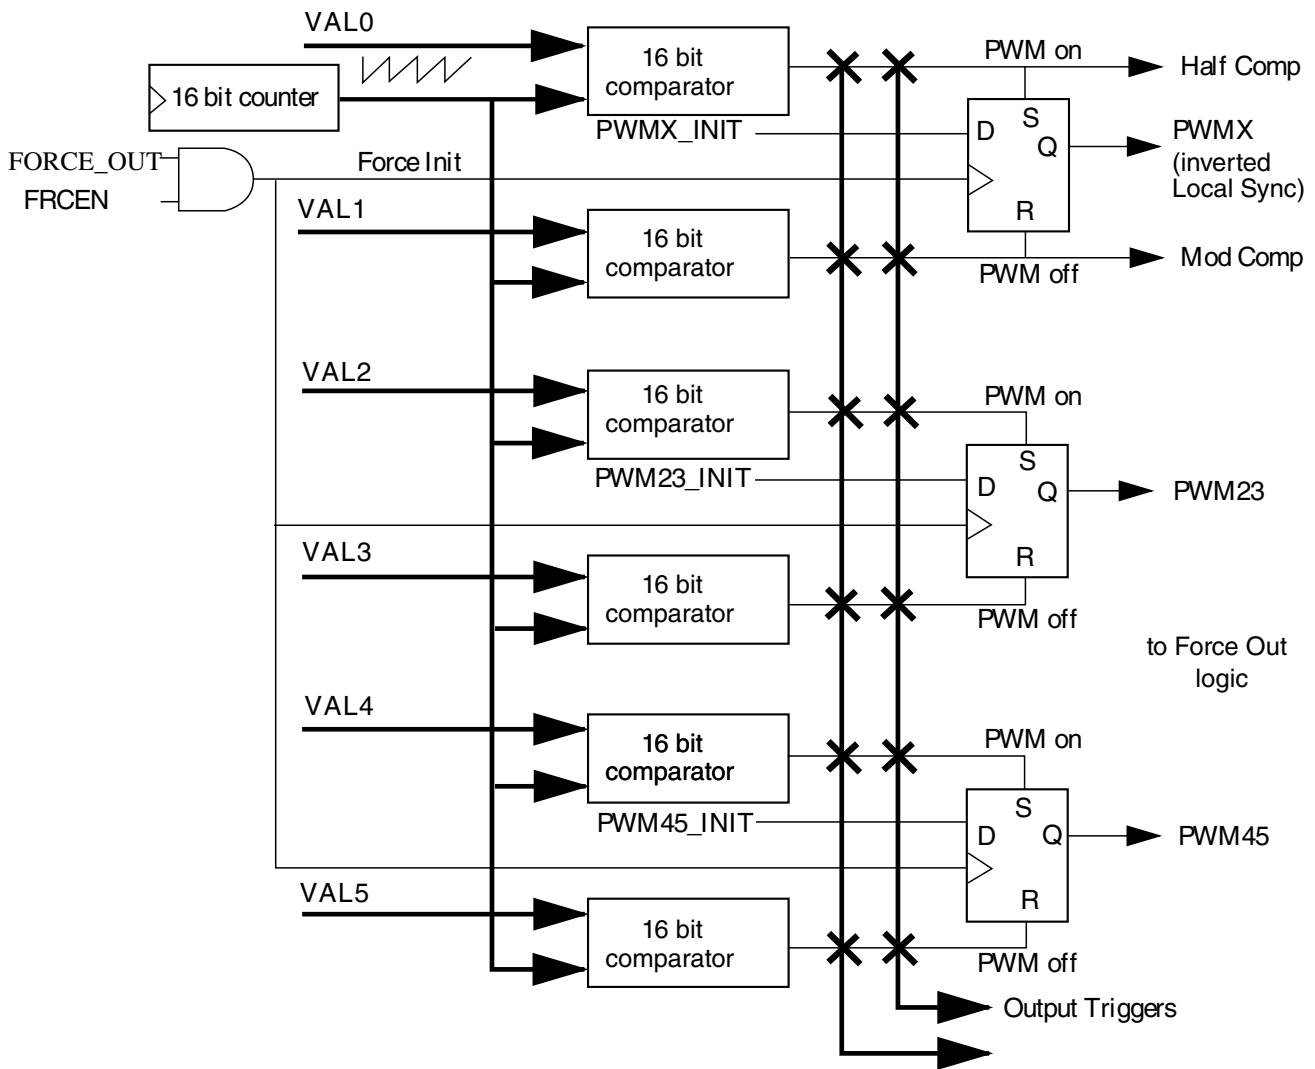 VAL0
16 bit
comparator
PWM on
Half Comp
16 bit counter
PWMX_INIT
D
S
Q
R
PWMX
(inverted
Local Sync)
FORCE_OUT
FRCEN
Force Init
VAL1
16 bit
comparator
PWM off
Mod Comp
VAL2
16 bit
comparator
PWM on
PWM23_INIT
D
S
Q
R
PWM23
VAL3
16 bit
comparator
PWM off
to Force Out
logic
VAL4
16 bit
comparator
PWM on
PWM45_INIT
D
S
Q
R
PWM45
VAL5
16 bit
comparator
PWM off
Output Triggers